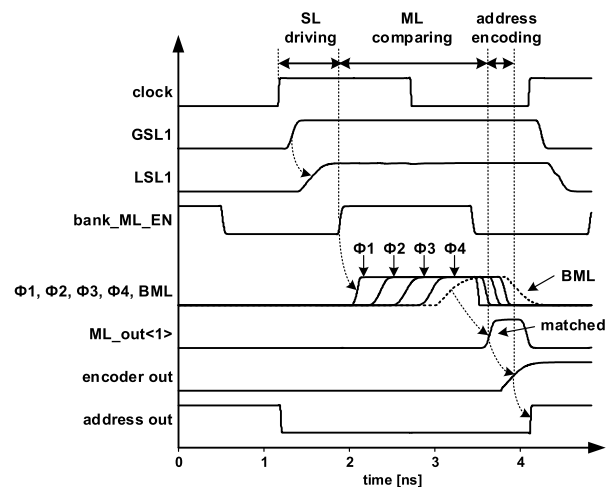 SL driving
ML comparing
address encoding
clock
GSL1
LSL1
bank_ML_EN
Φ1 Φ2 Φ3 Φ4
Φ1, Φ2, Φ3, Φ4, BML
BML
ML_out<1>
matched
encoder out
address out
0 1 2 3 4
time [ns]